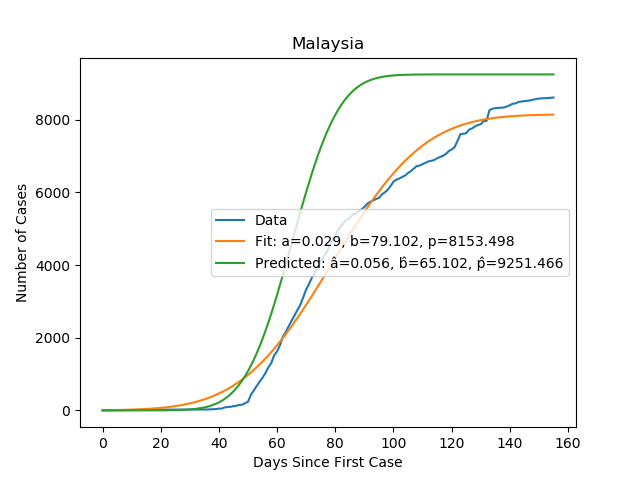 Malaysia
Number of Cases
8000
6000
4000
2000
0
Data
Fit: a=0.029, b=79.102, p=8153.498
Predicted: â=0.056, b̂=65.102, p̂=9251.466
0 20 40 60 80 100 120 140 160
Days Since First Case